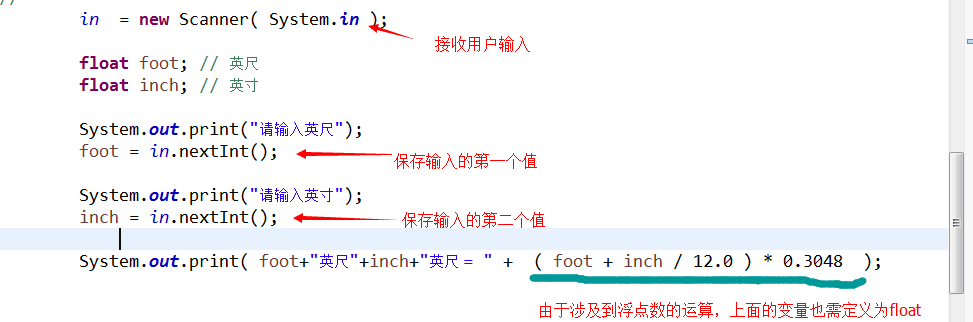 //
in  = new Scanner( System.in );
接收用户输入
float foot; // 英尺
float inch; // 英寸
System.out.print("请输入英尺");
foot = in.nextInt();
保存输入的第一个值
System.out.print("请输入英寸");
inch = in.nextInt();
保存输入的第二个值
System.out.print( foot+"英尺"+inch+"英尺 = " +  ( foot + inch / 12.0 ) * 0.3048  );
由于涉及到浮点数的运算，上面的变量也需定义为float